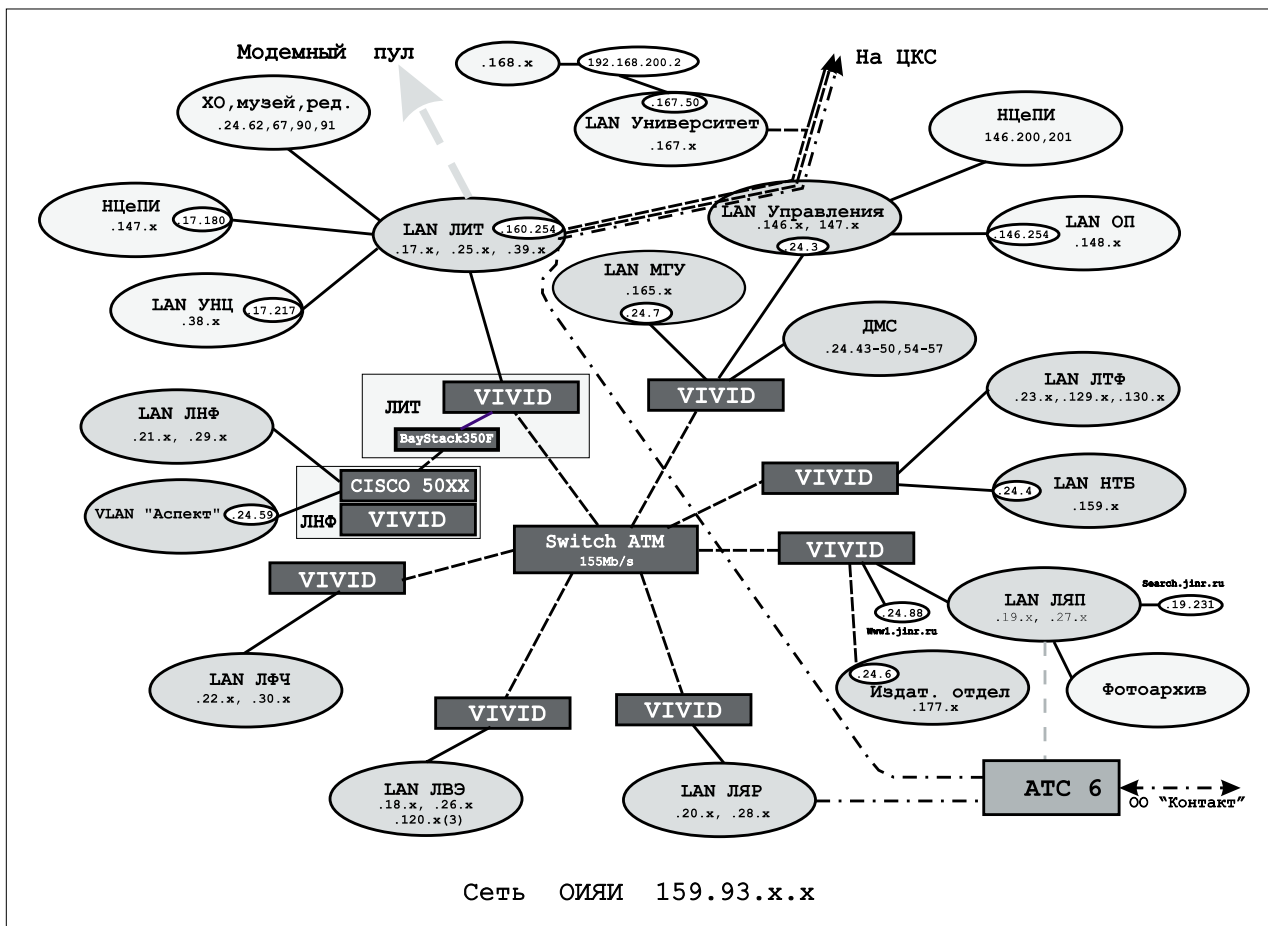 Модемный пул
На ЦКС
.168.x
192.168.200.2
.167.50
LAN Университет
.167.x
ХО,музей,ред.
.24.62,67,90,91
НЦеПИ
146.200,201
НЦеПИ
.147.x
.17.180
LAN ЛИТ
.160.254
.17.x, .25.x, .39.x
LAN Управления
.146.x, 147.x
.24.3
LAN ОП
.146.254
.148.x
LAN УНЦ
.17.217
.38.x
LAN МГУ
.165.x
.24.7
ДМС
.24.43-50,54-57
ЛИТ
VIVID
BayStack350F
VIVID
LAN ЛТФ
.23.x,.129.x,.130.x
LAN ЛНФ
.21.x, .29.x
VLAN "Аспект"
.24.59
CISCO 50XX
ЛНФ
VIVID
VIVID
LAN НТБ
.24.4
.159.x
Switch ATM
155Mb/s
VIVID
VIVID
.24.88
Www1.jinr.ru
LAN ЛЯП
.19.x, .27.x
Search.jinr.ru
.19.231
LAN ЛФЧ
.22.x, .30.x
.24.6
Издат. отдел
.177.x
Фотоархив
VIVID
VIVID
LAN ЛВЭ
.18.x, .26.x
.120.x(3)
LAN ЛЯР
.20.x, .28.x
АТС 6
ОО "Контакт"
Сеть ОИЯИ 159.93.x.x